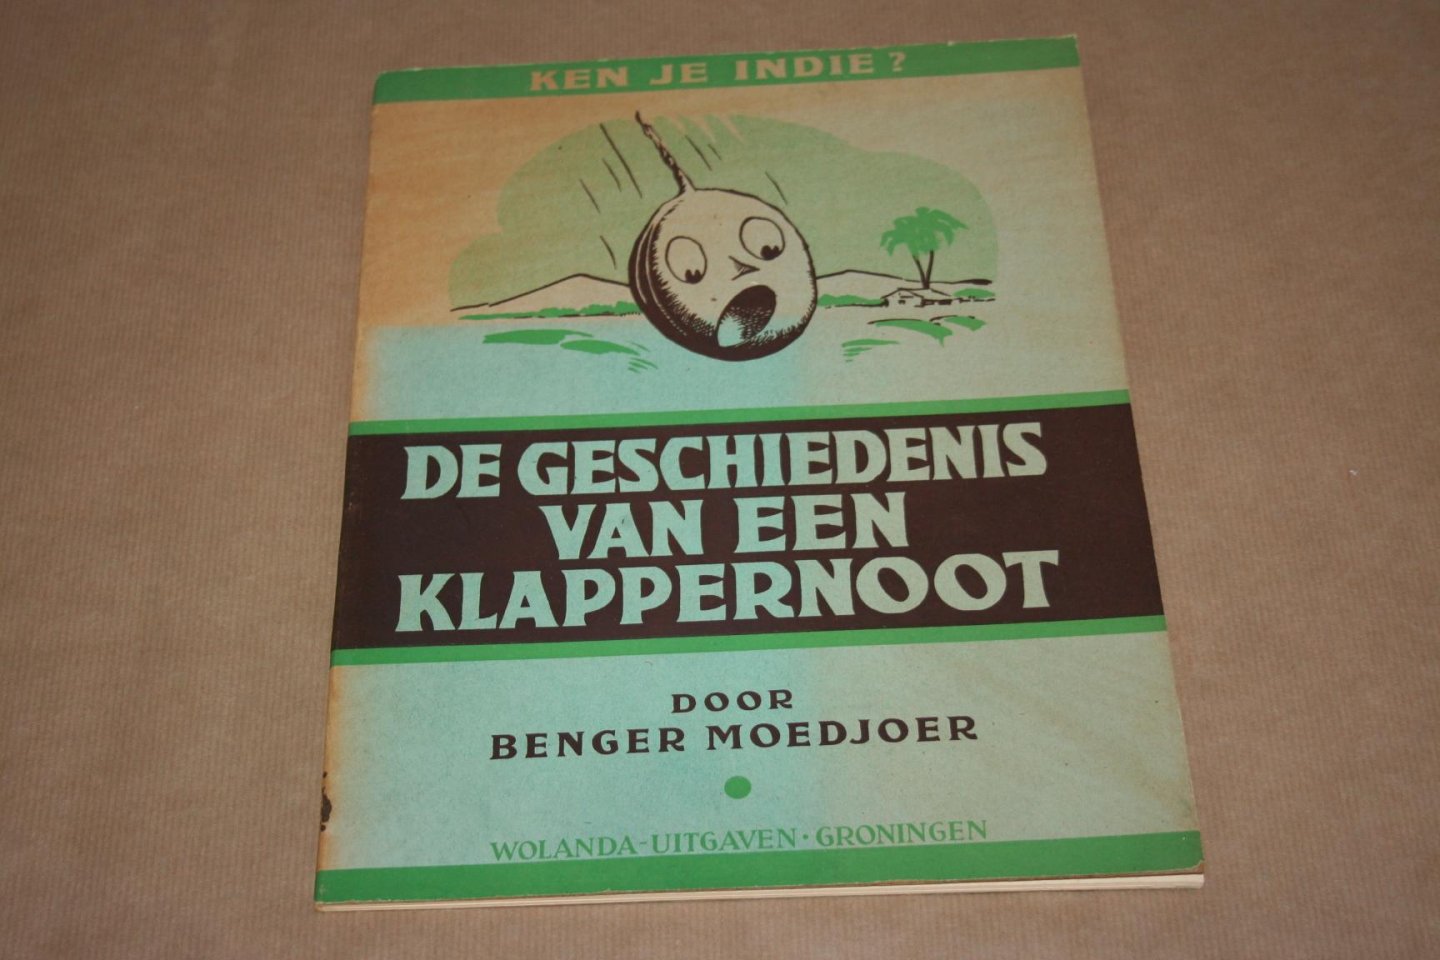 KEN JE INDIE?
DE GESCHIEDENIS
VAN EEN
KLAPPERNOOT
DOOR
BENGER MOEDJOER
WOLANDA-UITGAVEN · GRONINGEN